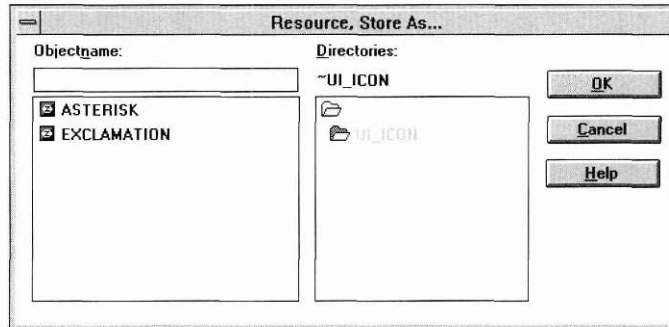 Resource, Store As...
Objectname:
Directories:
~UI_ICON
OK
ASTERISK
EXCLAMATION
UI_ICON
Cancel
Help